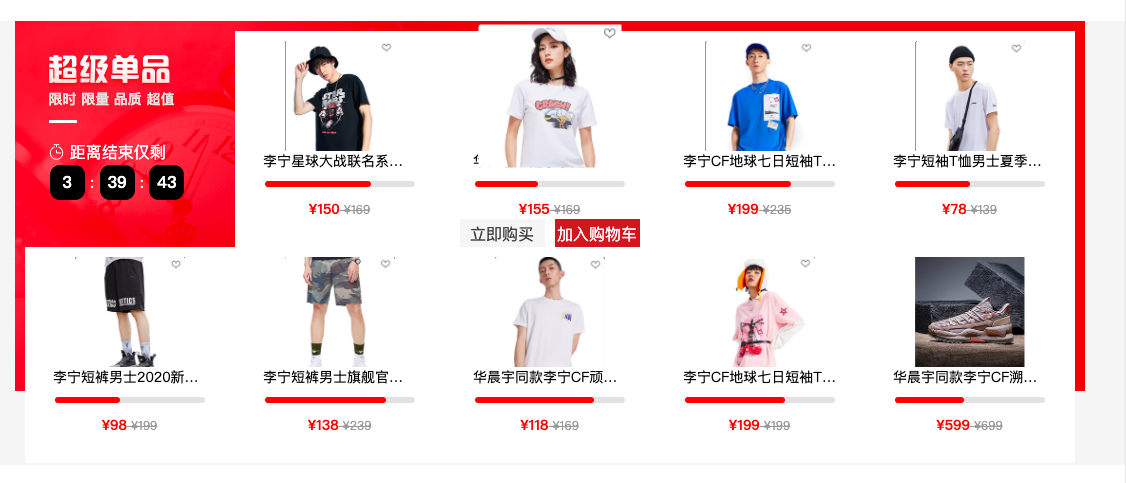 超级单品
限时 限量 品质 超值
距离结束仅剩
3 : 39 : 43
李宁星球大战联名系...
¥150 ¥169
¥155 ¥169
李宁CF地球七日短袖T...
¥199 ¥235
李宁短袖T恤男士夏季...
¥78 ¥139
立即购买 加入购物车
李宁短裤男士2020新...
¥98 ¥199
李宁短裤男士旗舰官...
¥138 ¥239
华晨宇同款李宁CF顽...
¥118 ¥169
李宁CF地球七日短袖T...
¥199 ¥199
华晨宇同款李宁CF溯...
¥599 ¥699